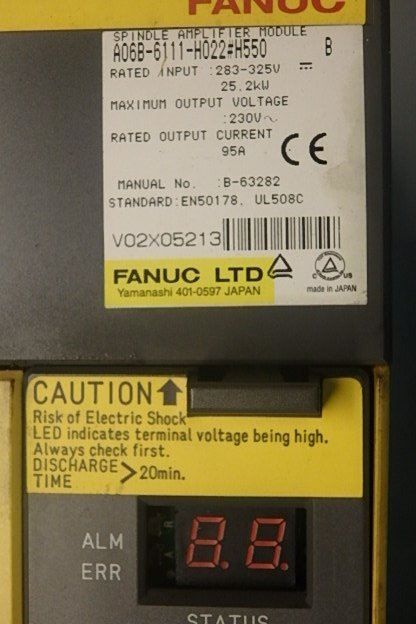 FANUC
SPINDLE AMPLIFIER MODULE
A06B-6111-H022#H550 B
RATED INPUT :283-325V ⎓
25.2kW
MAXIMUM OUTPUT VOLTAGE
:230V~
RATED OUTPUT CURRENT
95A
CE
MANUAL No. :B-63282
STANDARD:EN50178, UL508C
V02X05213
FANUC LTD
Yamanashi 401-0597 JAPAN
C US
made in JAPAN
CAUTION
Risk of Electric Shock
LED indicates terminal voltage being high.
Always check first.
DISCHARGE
TIME >20min.
ALM
ERR
8.8.
STATUS